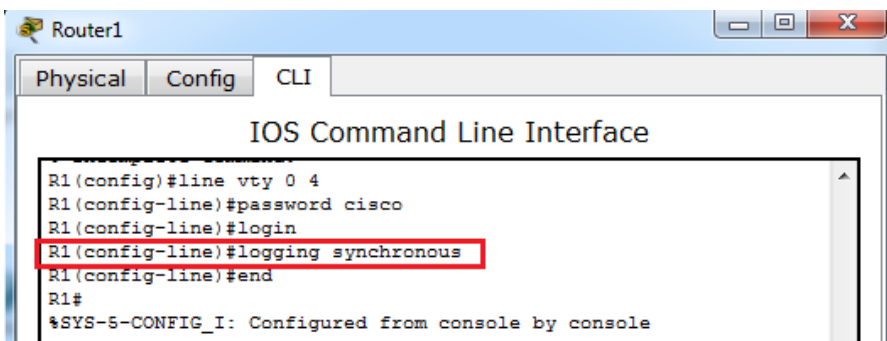 Router1
Physical Config CLI
IOS Command Line Interface
R1(config)#line vty 0 4
R1(config-line)#password cisco
R1(config-line)#login
R1(config-line)#logging synchronous
R1(config-line)#end
R1#
%SYS-5-CONFIG_I: Configured from console by console